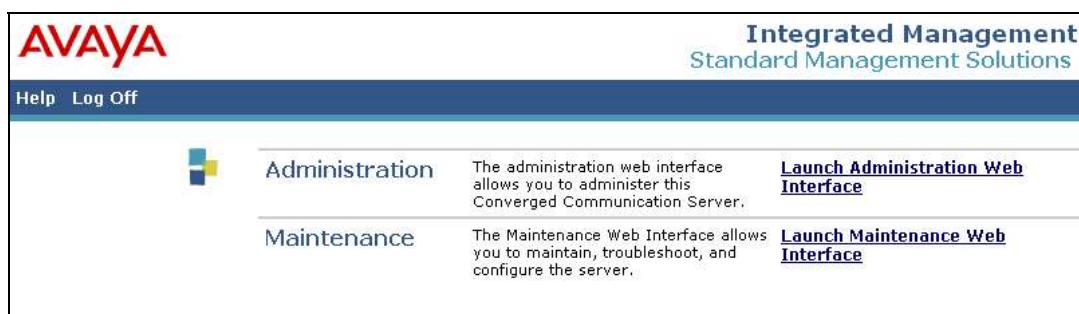 AVAYA
Integrated Management
Standard Management Solutions
Help Log Off
Administration
The administration web interface
allows you to administer this
Converged Communication Server.
Launch Administration Web
Interface
Maintenance
The Maintenance Web Interface allows
you to maintain, troubleshoot, and
configure the server.
Launch Maintenance Web
Interface